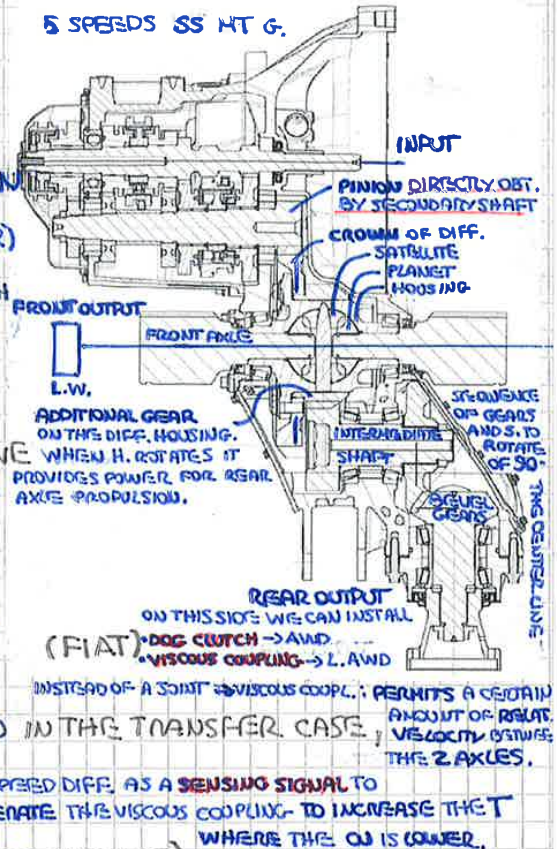 5 SPEEDS SS MT G.
INPUT
PINION DIRECTLY OBT.
BY SECONDARY SHAFT
CROWN OF DIFF.
SATELLITE
PLANET
HOUSING
FRONT OUTPUT
FRONT AXLE
L.W.
ADDITIONAL GEAR
ON THE DIFF. HOUSING.
WHEN H. ROTATES IT
PROVIDES POWER FOR REAR
AXLE PROPULSION.
INTERMEDIATE
SHAFT
SEQUENCE
OF GEARS
AND S. TO
ROTATE
OF 90°
THE CENTER LINE
BEVEL
GEARS
REAR OUTPUT
ON THIS SIDE WE CAN INSTALL
(FIAT) • DOG CLUTCH → AWD
• VISCOUS COUPLING → L. AWD
INSTEAD OF A JOINT → VISCOUS COUPL.: PERMITS A CERTAIN
AMOUNT OF RELAT.
IN THE TRANSFER CASE,
VELOCITY BETWEE
THE 2 AXLES.
PEED DIFF. AS A SENSING SIGNAL TO
ERATE THE VISCOUS COUPLING TO INCREASE THE T
WHERE THE ω IS LOWER.